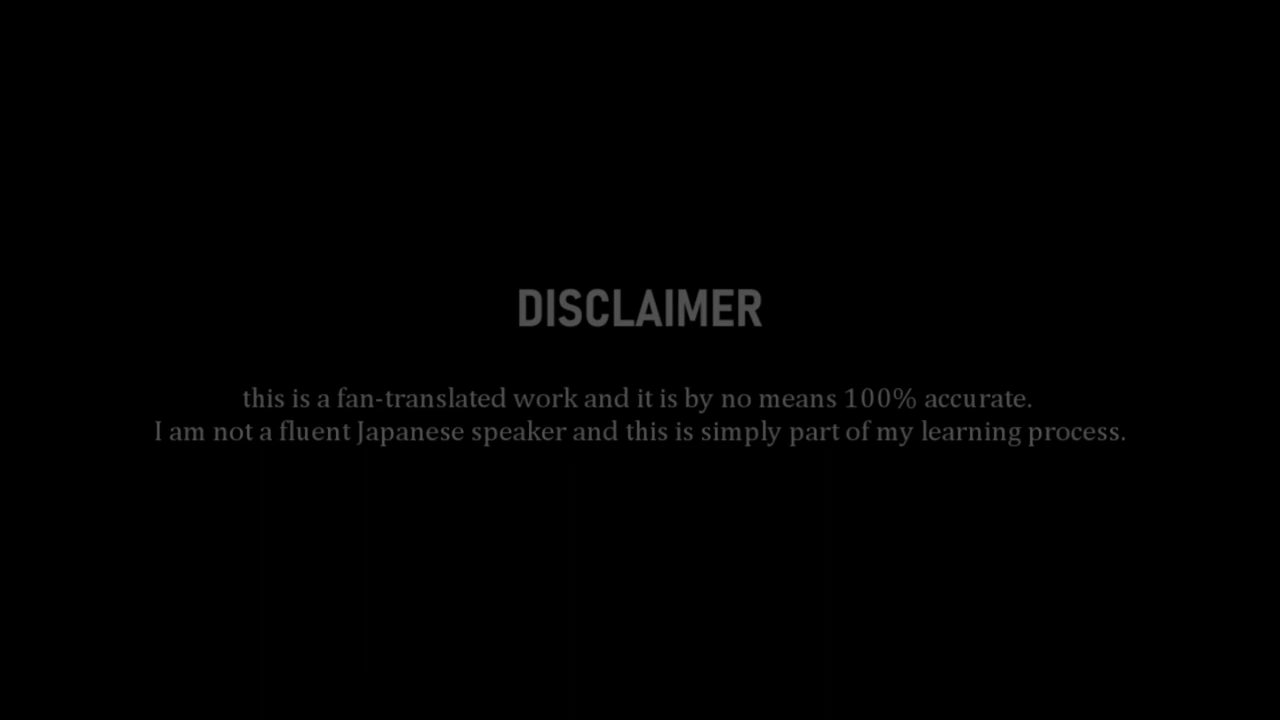 DISCLAIMER
this is a fan-translated work and it is by no means 100% accurate.
I am not a fluent Japanese speaker and this is simply part of my learning process.